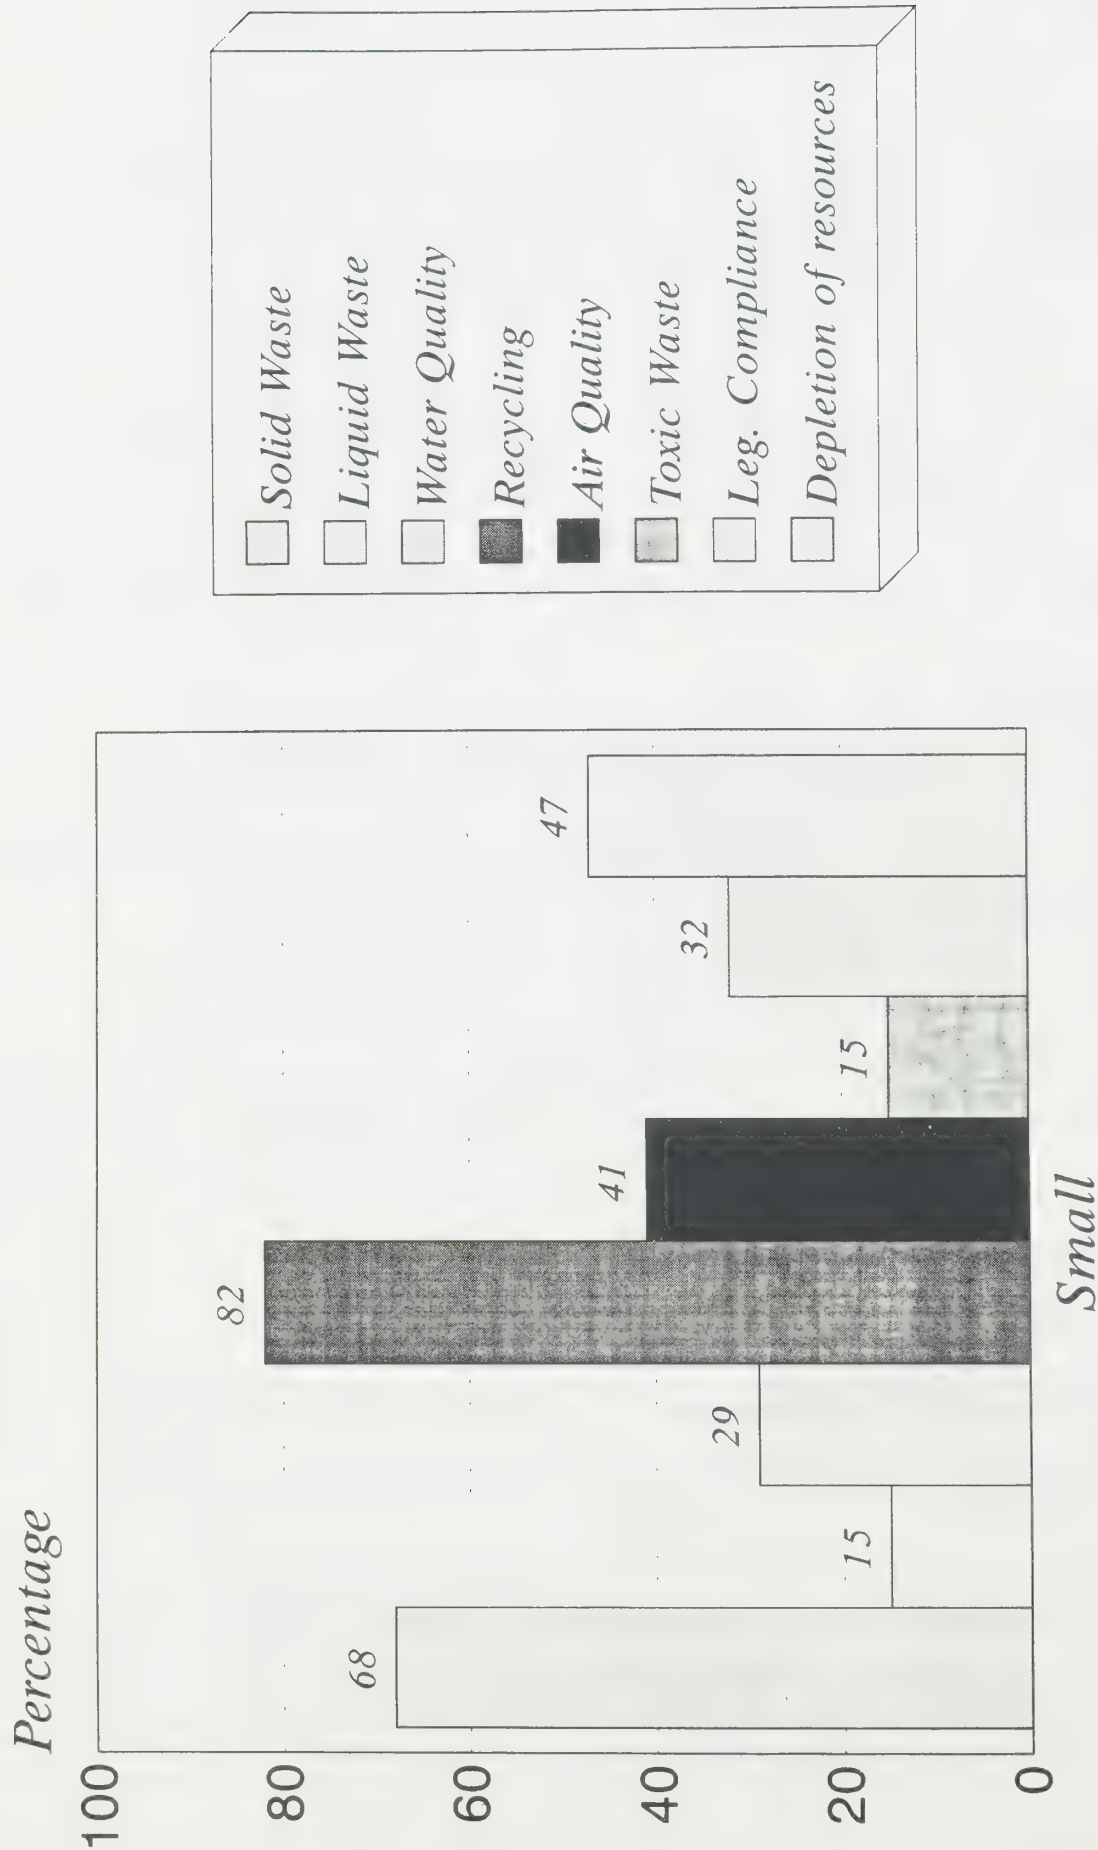 Percentage
100
80
60
40
20
0
68
15
29
82
41
15
32
47
Small
Solid Waste
Liquid Waste
Water Quality
Recycling
Air Quality
Toxic Waste
Leg. Compliance
Depletion of resources